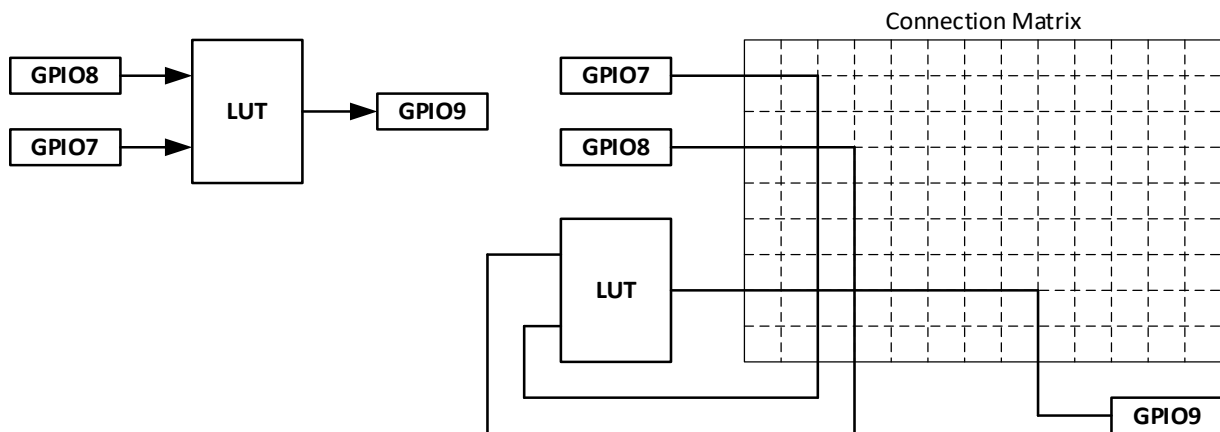 Connection Matrix
GPIO8
GPIO7
LUT
GPIO9
GPIO7
GPIO8
LUT
GPIO9